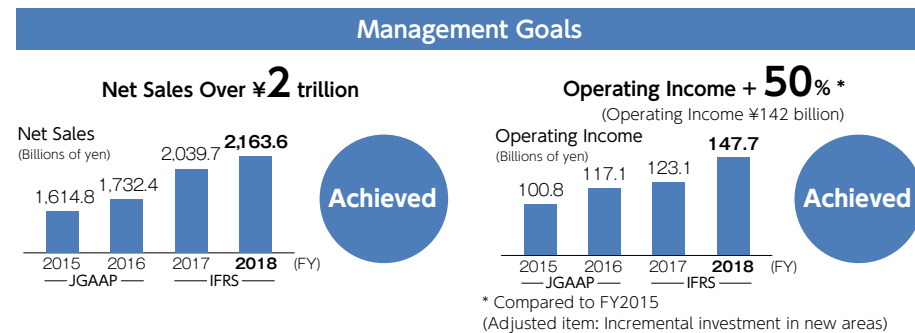 Management Goals
Net Sales Over ¥2 trillion
Net Sales
(Billions of yen)
1,614.8
1,732.4
2,039.7
2,163.6
Achieved
2015 2016 2017 2018 (FY)
JGAAP IFRS
Operating Income + 50% *
(Operating Income ¥142 billion)
Operating Income
(Billions of yen)
100.8
117.1
123.1
147.7
Achieved
2015 2016 2017 2018 (FY)
JGAAP IFRS
* Compared to FY2015
(Adjusted item: Incremental investment in new areas)